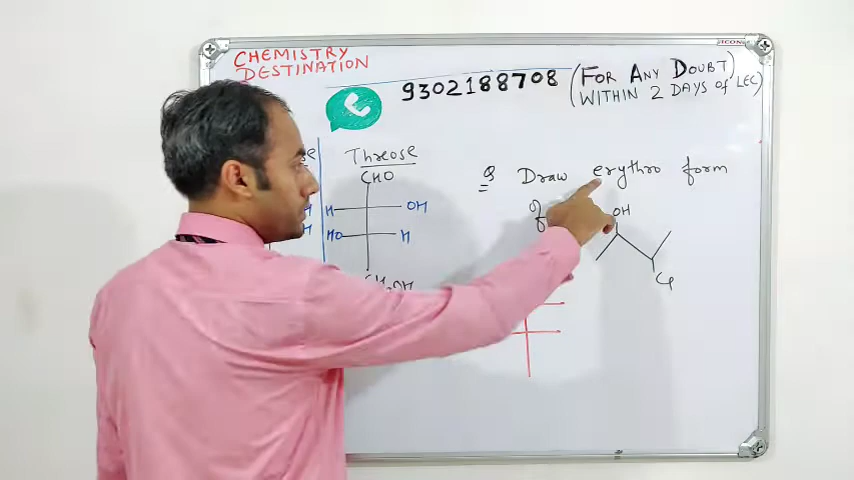 CHEMISTRY
DESTINATION
9302188708 (FOR ANY DOUBT)
WITHIN 2 DAYS of LEC)
Threose
CHO
H OH
HO H
Q Draw erythro form
OH
ICON